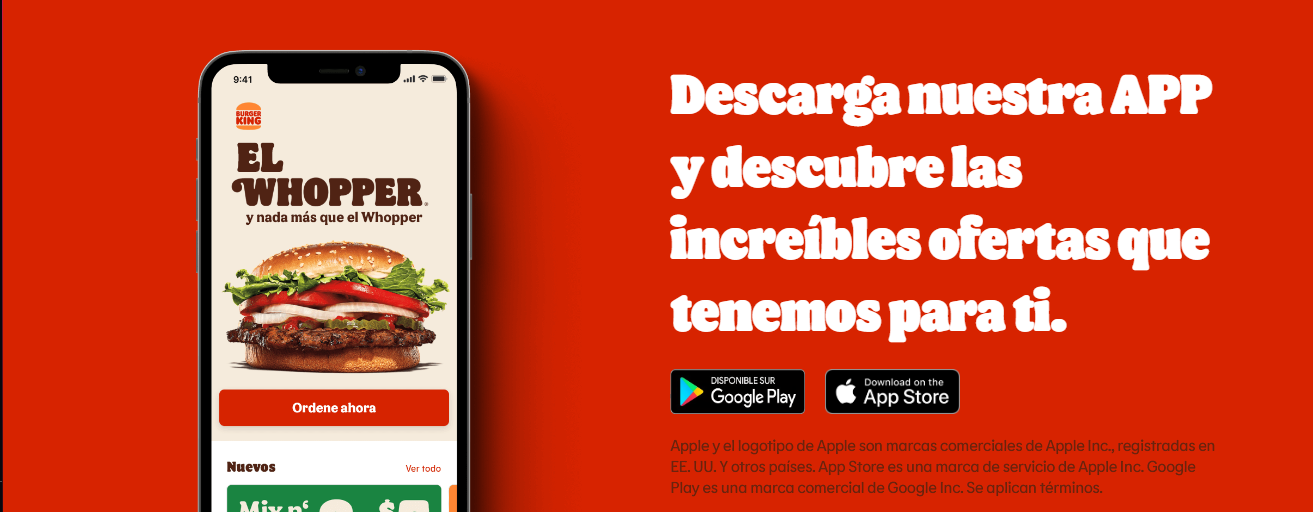 9:41
BURGER
KING
EL
WHOPPER®
y nada más que el Whopper
Ordene ahora
Nuevos
Ver todo
Mix n'
Descarga nuestra APP
y descubre las
increíbles ofertas que
tenemos para ti.
DISPONIBLE SUR
Google Play
Download on the
App Store
Apple y el logotipo de Apple son marcas comerciales de Apple Inc., registradas en
EE. UU. Y otros países. App Store es una marca de servicio de Apple Inc. Google
Play es una marca comercial de Google Inc. Se aplican términos.